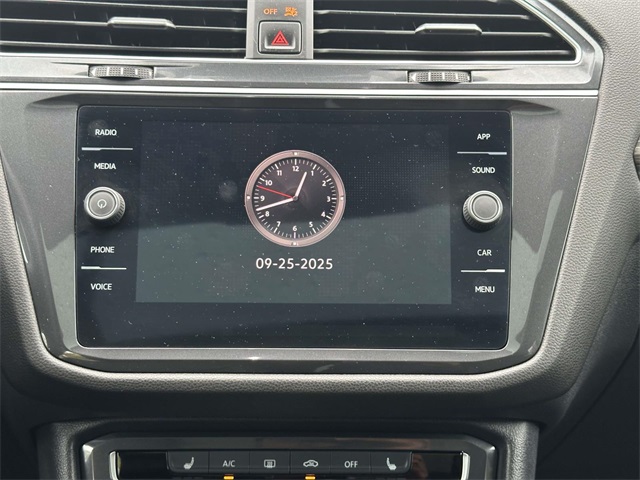 OFF
RADIO
MEDIA
PHONE
VOICE
APP
SOUND
CAR
MENU
12
1
2
3
4
5
6
7
8
9
10
11
09-25-2025
A/C
OFF